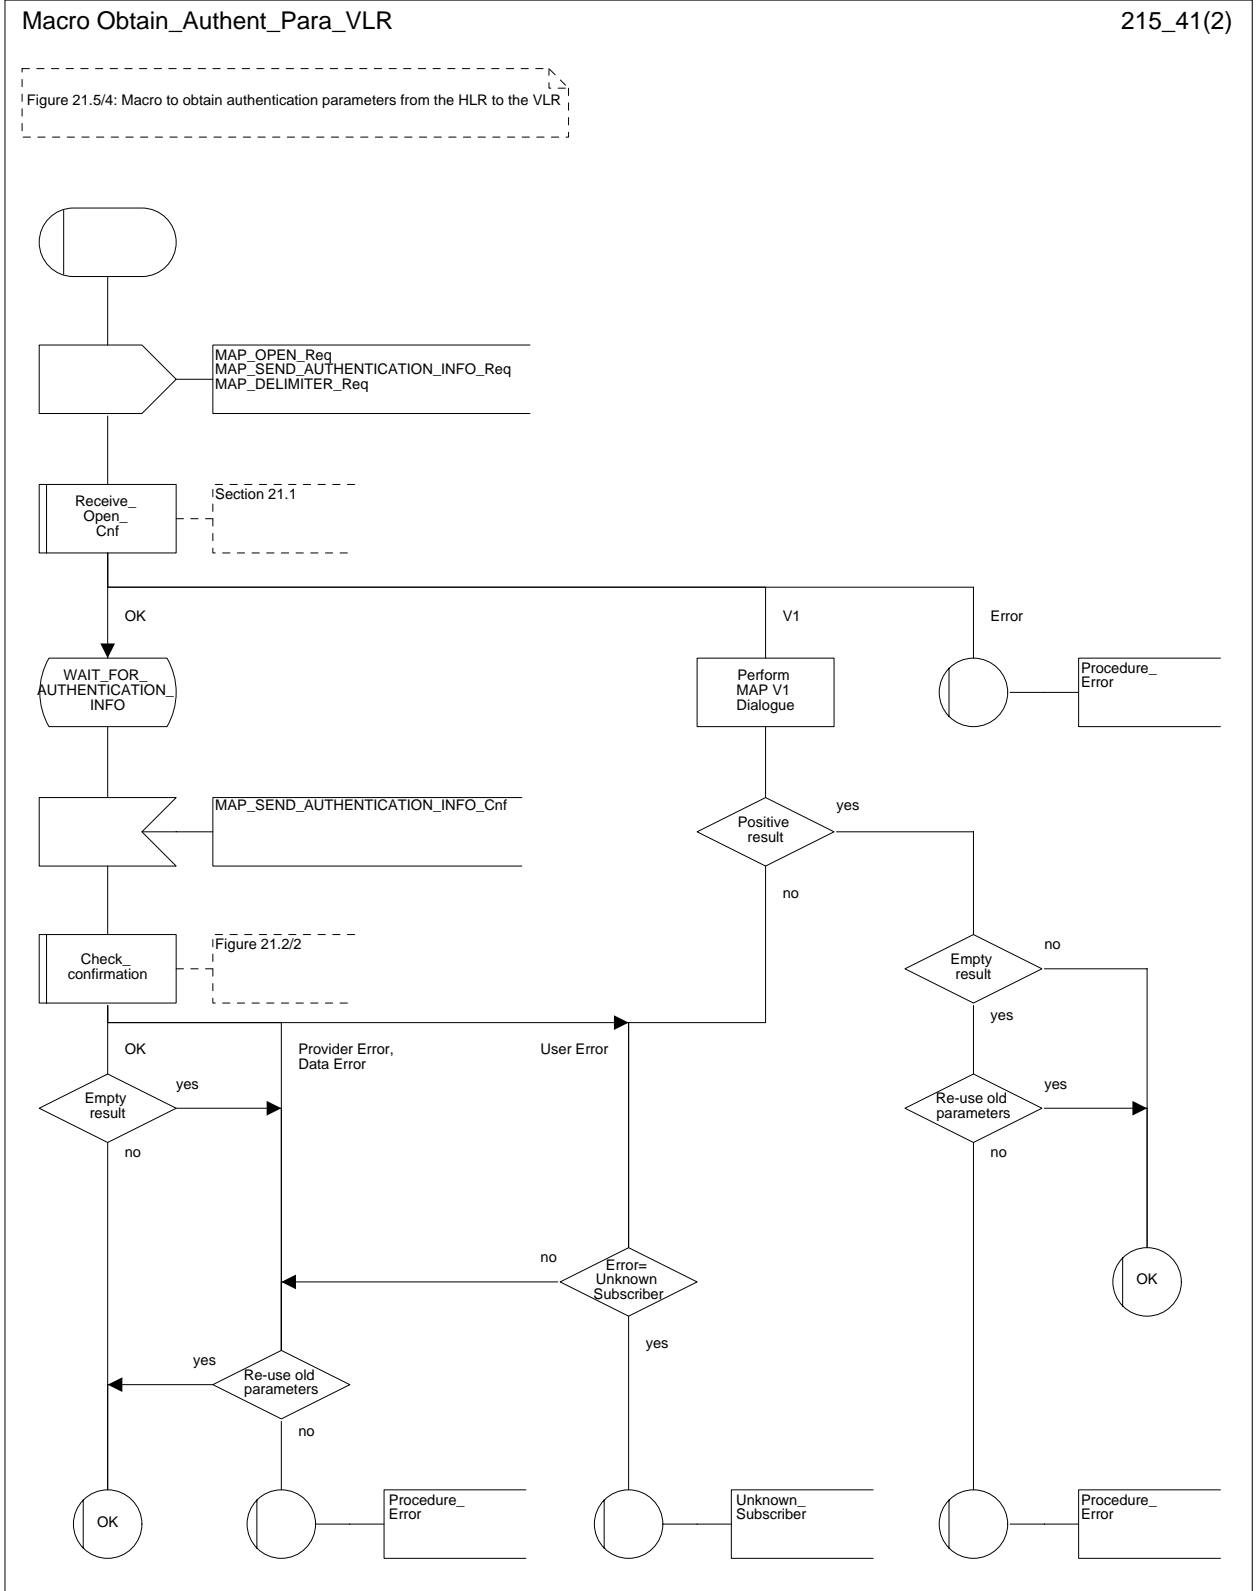 Macro Obtain_Authent_Para_VLR
215_41(2)
Figure 21.5/4: Macro to obtain authentication parameters from the HLR to the VLR
MAP_OPEN_Req
MAP_SEND_AUTHENTICATION_INFO_Req
MAP_DELIMITER_Req
Receive_
Open_
Cnf
Section 21.1
OK
V1
Error
WAIT_FOR_
AUTHENTICATION_
INFO
Perform
MAP V1
Dialogue
Procedure_
Error
MAP_SEND_AUTHENTICATION_INFO_Cnf
Positive
result
yes
no
Check_
confirmation
Figure 21.2/2
Empty
result
no
yes
OK
Provider Error,
Data Error
User Error
Empty
result
yes
no
Re-use old
parameters
yes
no
no
Error=
Unknown
Subscriber
yes
OK
yes
Re-use old
parameters
no
OK
Procedure_
Error
Unknown_
Subscriber
Procedure_
Error